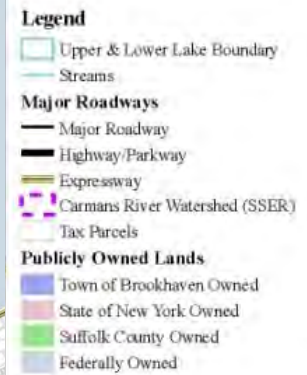 Legend
Upper & Lower Lake Boundary
Streams
Major Roadways
Major Roadway
Highway/Parkway
Expressway
Carmans River Watershed (SSER)
Tax Parcels
Publicly Owned Lands
Town of Brookhaven Owned
State of New York Owned
Suffolk County Owned
Federally Owned